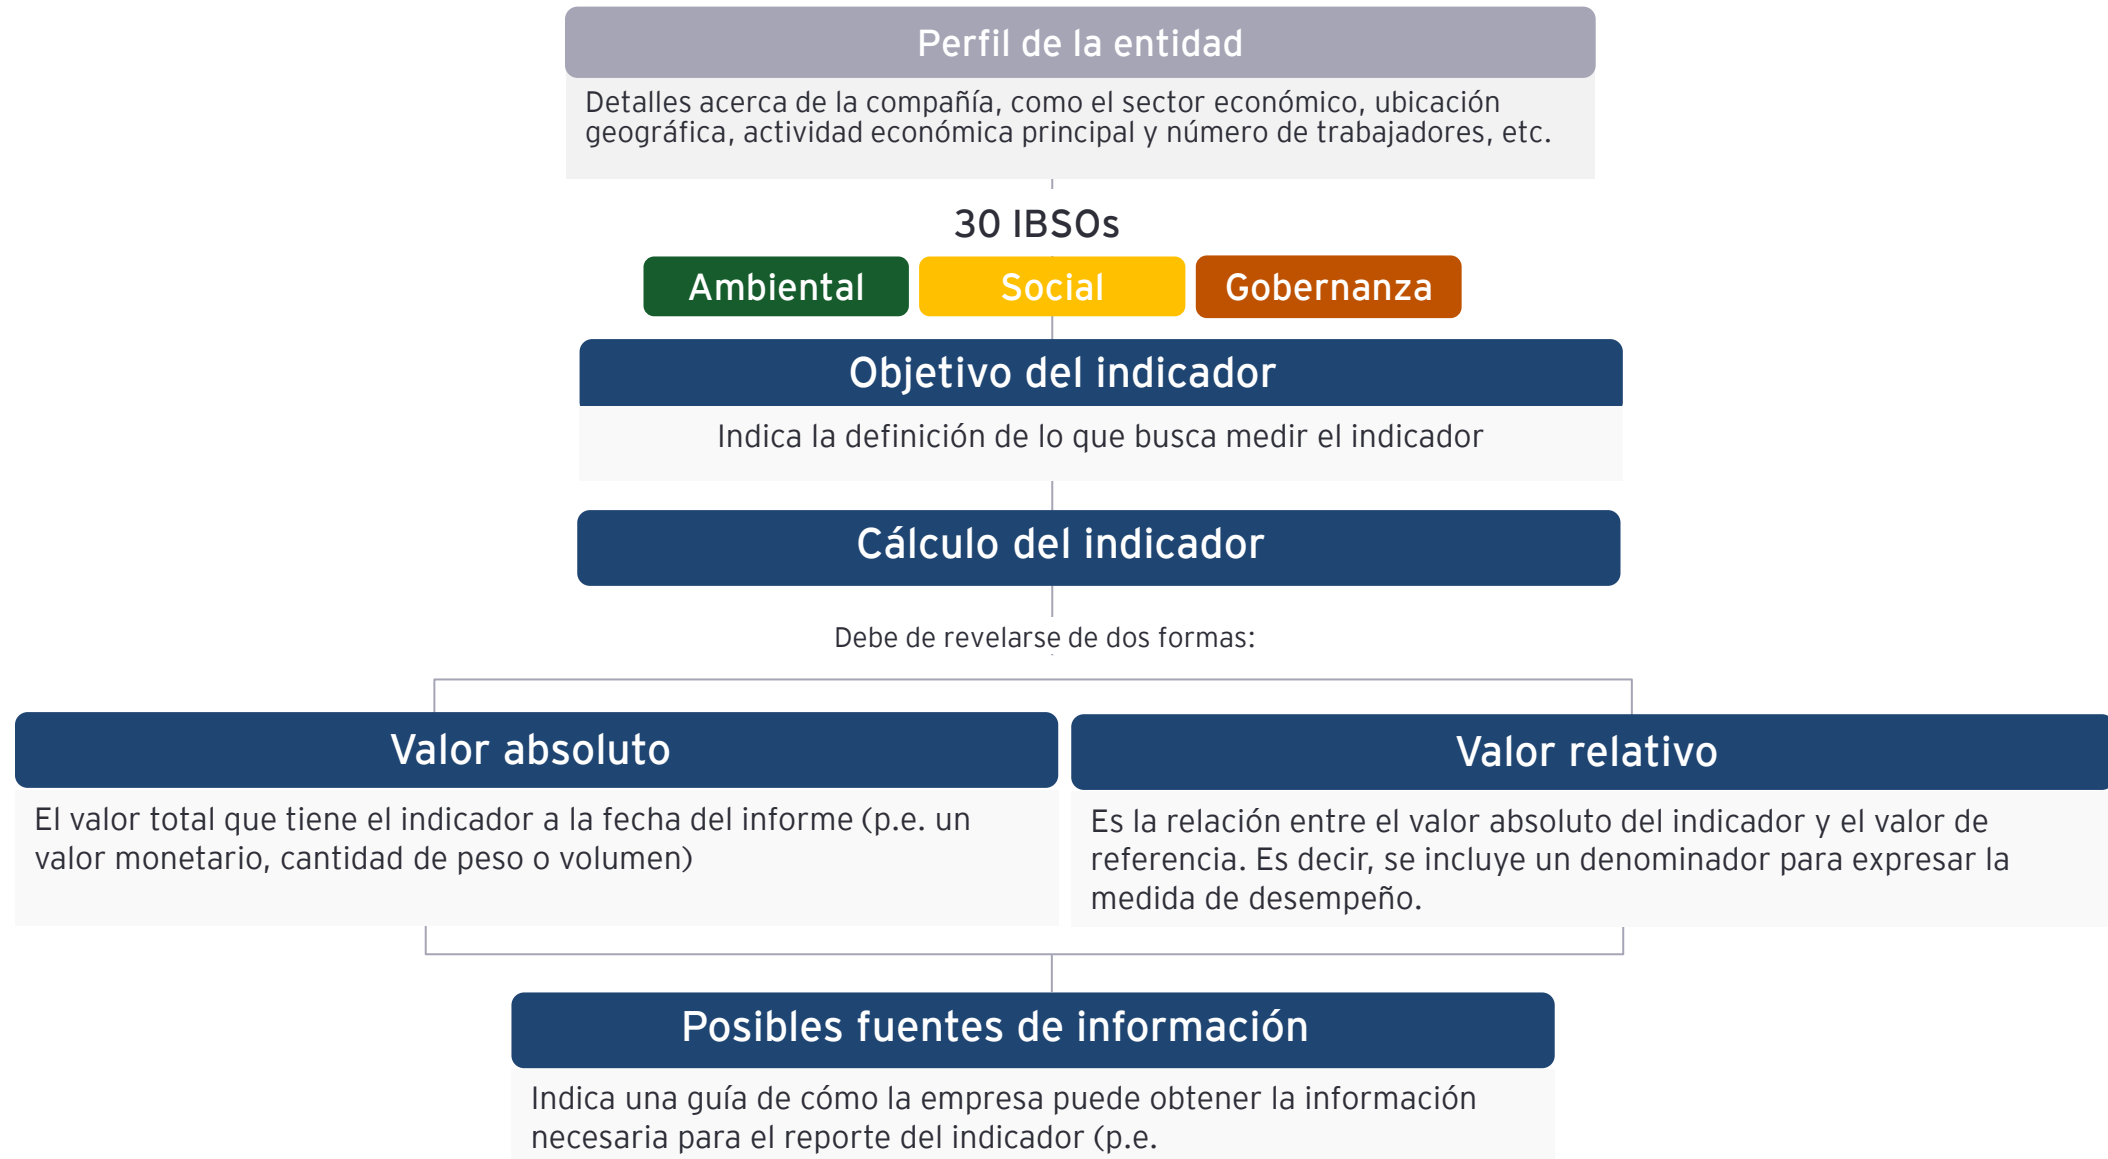 Perfil de la entidad
Detalles acerca de la compañía, como el sector económico, ubicación
geográfica, actividad económica principal y número de trabajadores, etc.
30 IBSOs
Ambiental
Social
Gobernanza
Objetivo del indicador
Indica la definición de lo que busca medir el indicador
Cálculo del indicador
Debe de revelarse de dos formas:
Valor absoluto
El valor total que tiene el indicador a la fecha del informe (p.e. un
valor monetario, cantidad de peso o volumen)
Valor relativo
Es la relación entre el valor absoluto del indicador y el valor de
referencia. Es decir, se incluye un denominador para expresar la
medida de desempeño.
Posibles fuentes de información
Indica una guía de cómo la empresa puede obtener la información
necesaria para el reporte del indicador (p.e.